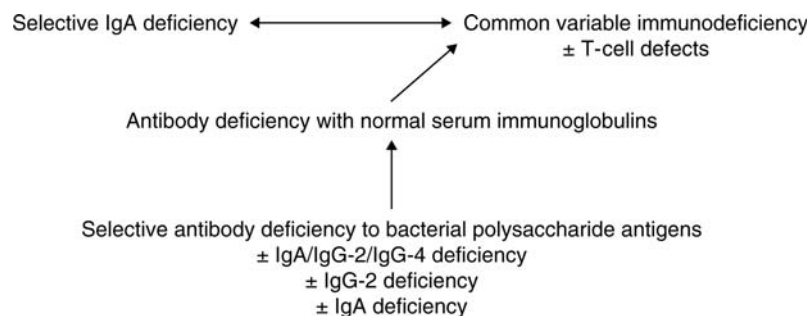 Selective IgA deficiency
Common variable immunodeficiency
± T-cell defects
Antibody deficiency with normal serum immunoglobulins
Selective antibody deficiency to bacterial polysaccharide antigens
± IgA/IgG-2/IgG-4 deficiency
± IgG-2 deficiency
± IgA deficiency